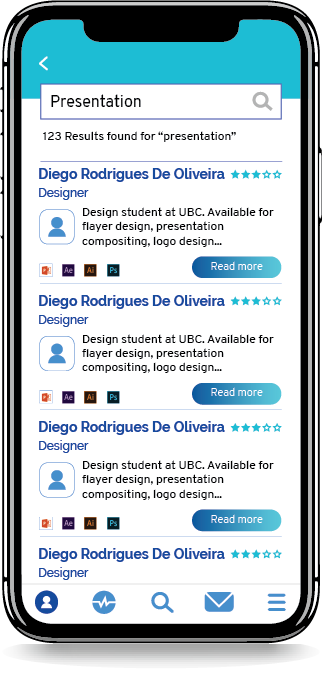 Presentation
123 Results found for “presentation”
Diego Rodrigues De Oliveira
Designer
Design student at UBC. Available for
flayer design, presentation
compositing, logo design...
Ae Ai Ps
Read more
Diego Rodrigues De Oliveira
Designer
Design student at UBC. Available for
flayer design, presentation
compositing, logo design...
Ae Ai Ps
Read more
Diego Rodrigues De Oliveira
Designer
Design student at UBC. Available for
flayer design, presentation
compositing, logo design...
Ae Ai Ps
Read more
Diego Rodrigues De Oliveira
Designer